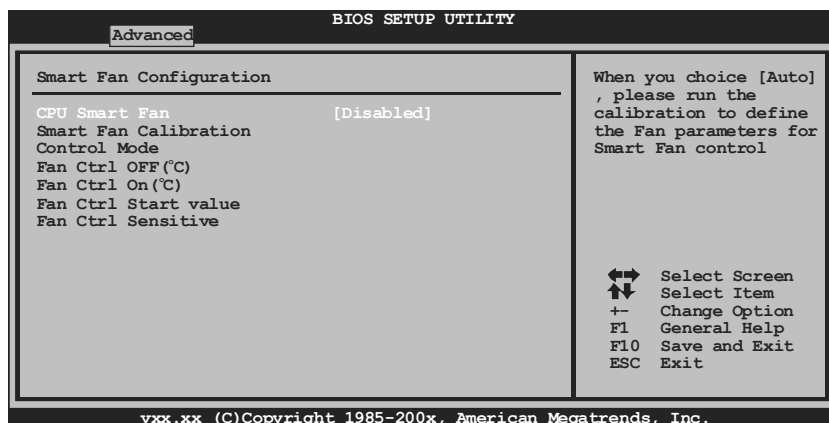 BIOS SETUP UTILITY
Advanced
Smart Fan Configuration
CPU Smart Fan [Disabled]
Smart Fan Calibration
Control Mode
Fan Ctrl OFF(°C)
Fan Ctrl On(°C)
Fan Ctrl Start value
Fan Ctrl Sensitive
When you choice [Auto]
, please run the
calibration to define
the Fan parameters for
Smart Fan control
Select Screen
Select Item
+- Change Option
F1 General Help
F10 Save and Exit
ESC Exit
vxx.xx (C)Copyright 1985-200x, American Megatrends, Inc.